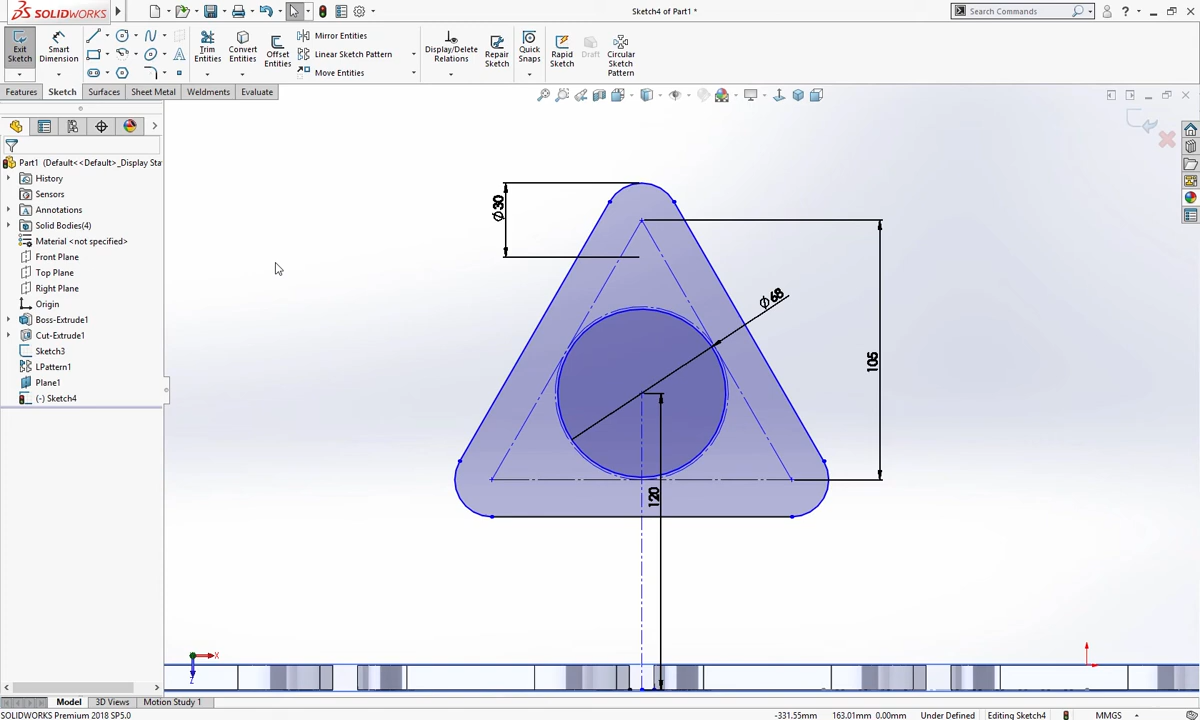 SOLIDWORKS
Sketch4 of Part1 *
Search Commands
Exit Sketch
Smart Dimension
Trim Entities
Convert Entities
Offset Entities
Mirror Entities
Linear Sketch Pattern
Move Entities
Display/Delete Relations
Repair Sketch
Quick Snaps
Rapid Sketch
Draft
Circular Sketch Pattern
Features
Sketch
Surfaces
Sheet Metal
Weldments
Evaluate
Part1 (Default<<Default>_Display Sta
History
Sensors
Annotations
Solid Bodies(4)
Material <not specified>
Front Plane
Top Plane
Right Plane
Origin
Boss-Extrude1
Cut-Extrude1
Sketch3
LPattern1
Plane1
(-) Sketch4
Ø30
Ø68
105
120
X
Z
Model
3D Views
Motion Study 1
SOLIDWORKS Premium 2018 SP5.0
-331.55mm
163.01mm 0.00mm
Under Defined
Editing Sketch4
MMGS